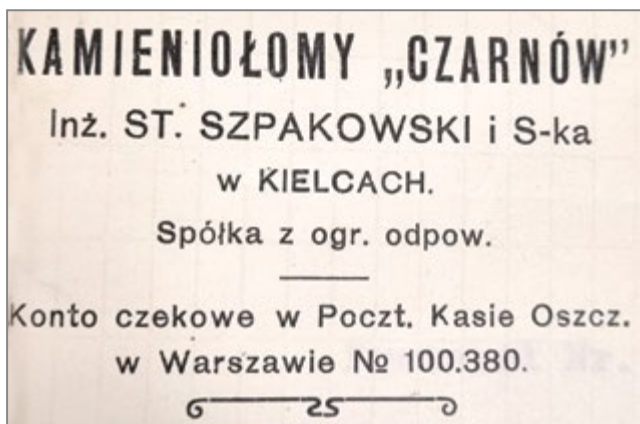 KAMIENIOŁOMY „CZARNÓW”
Inż. ST. SZPAKOWSKI i S-ka
w KIELCACH.
Spółka z ogr. odpow.
Konto czekowe w Poczt. Kasie Oszcz.
w Warszawie № 100.380.